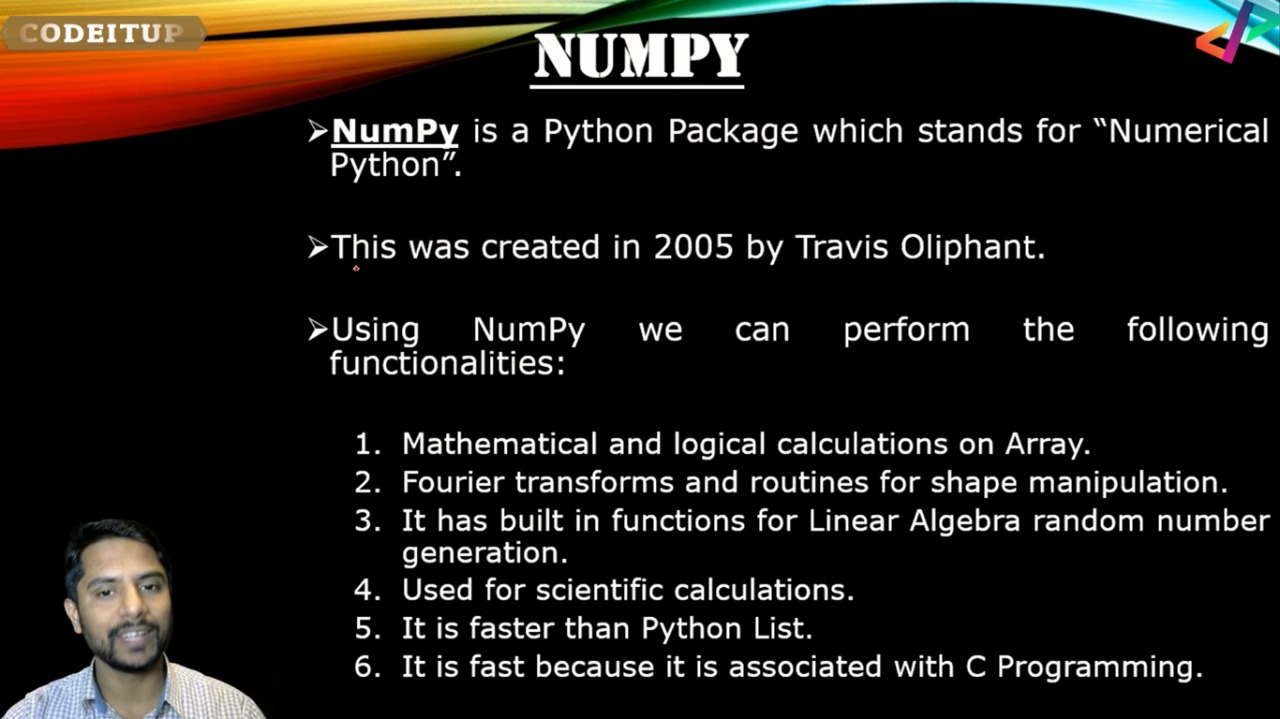 CODEITUP
NUMPY
➢NumPy is a Python Package which stands for “Numerical
Python”.
➢This was created in 2005 by Travis Oliphant.
➢Using NumPy we can perform the following
functionalities:
1. Mathematical and logical calculations on Array.
2. Fourier transforms and routines for shape manipulation.
3. It has built in functions for Linear Algebra random number
generation.
4. Used for scientific calculations.
5. It is faster than Python List.
6. It is fast because it is associated with C Programming.